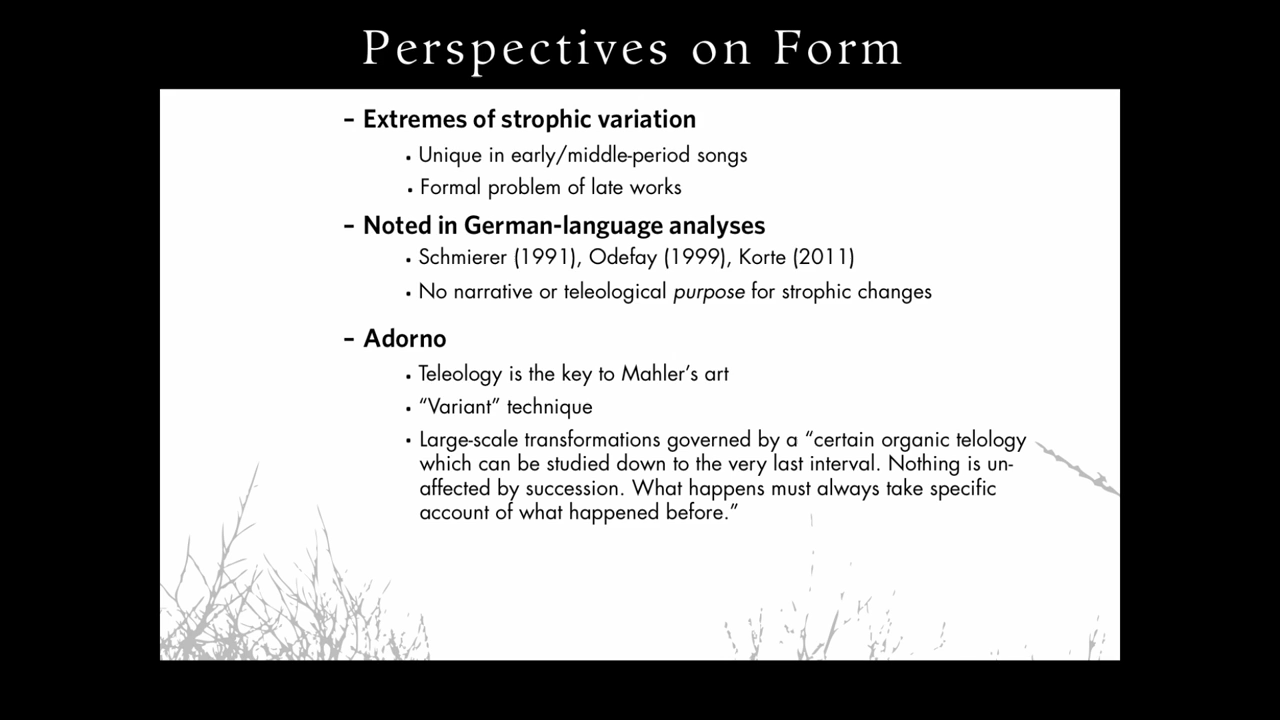 Perspectives on Form
– Extremes of strophic variation
• Unique in early/middle-period songs
• Formal problem of late works
– Noted in German-language analyses
• Schmierer (1991), Odefay (1999), Korte (2011)
• No narrative or teleological purpose for strophic changes
– Adorno
• Teleology is the key to Mahler’s art
• “Variant” technique
• Large-scale transformations governed by a “certain organic telology
which can be studied down to the very last interval. Nothing is un-
affected by succession. What happens must always take specific
account of what happened before.”